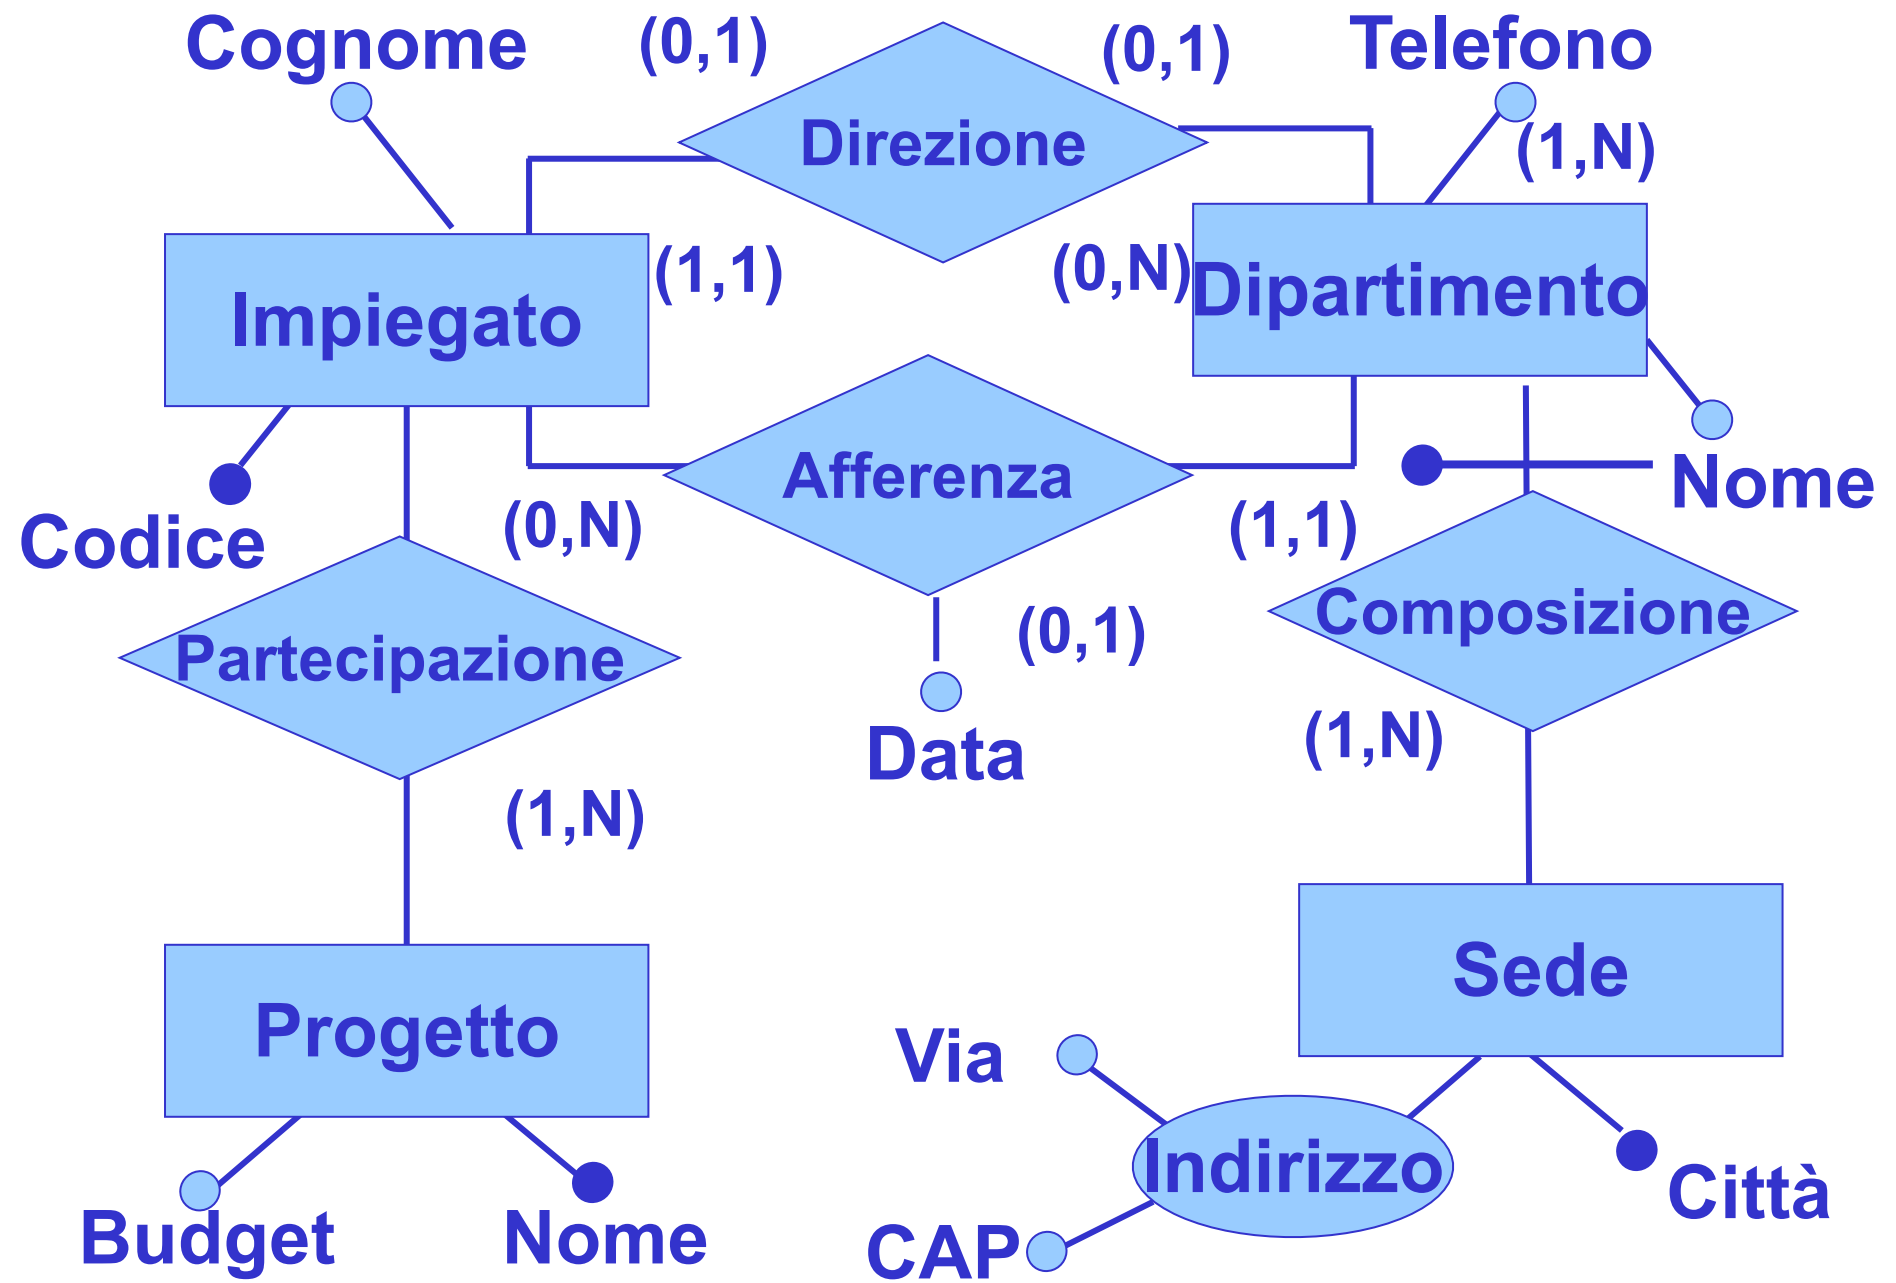 Cognome
(0,1)
(0,1)
Telefono
Direzione
(1,N)
Impiegato
(1,1)
(0,N)
Dipartimento
Afferenza
Nome
Codice
(0,N)
(1,1)
Partecipazione
(0,1)
Composizione
Data
(1,N)
(1,N)
Sede
Progetto
Via
Indirizzo
Città
Budget
Nome
CAP